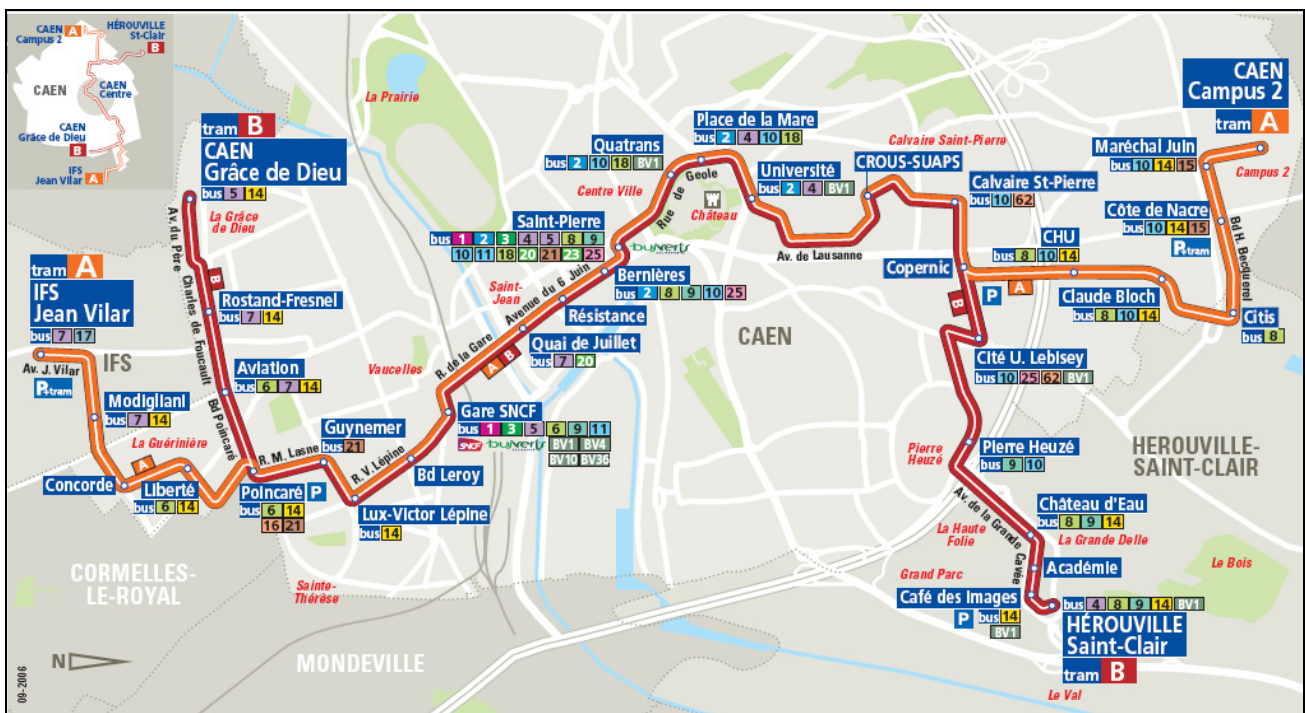 CAEN A
Campus 2
HÉROUVILLE
St-Clair
B
CAEN
CAEN
Centre
CAEN
Grâce de Dieu
B
IFS
Jean Vilar A
tram B
CAEN
Grâce de Dieu
bus 5 14
La Grâce
de Dieu
Av. du Père Charles de Foucault
B
tram A
IFS
Jean Vilar
bus 7 17
IFS
Av. J. Vilar
P+tram
Modigliani
bus 7 14
La Guérinière
A
Concorde
Liberté
bus 6 14
Rostand-Fresnel
bus 7 14
Aviation
bus 6 7 14
Bd Poincaré
Poincaré P
bus 6 14
16 21
R. M. Lasne
Guynemer
bus 21
R. V. Lépine
Lux-Victor Lépine
bus 14
Bd Leroy
Gare SNCF
bus 1 3 5 6 9 11
SNCF busverts BV1 BV4
BV10 BV36
Vaucelles
R. de la Gare
A B
Quai de Juillet
bus 7 20
Résistance
Avenue du 6 Juin
Saint-
Jean
Bernières
bus 2 8 9 10 25
Saint-Pierre
bus 1 2 3 4 5 8 9
10 11 18 20 21 23 25
busverts
Centre Ville
Rue de Geole
Quatrans
bus 2 10 18 BV1
La Prairie
Place de la Mare
bus 2 4 10 18
Château
Université
bus 2 4 BV1
Av. de Lausanne
Calvaire Saint-Pierre
CROUS-SUAPS
Calvaire St-Pierre
bus 10 62
Copernic
P
A
B
CHU
bus 8 10 14
Claude Bloch
bus 8 10 14
Citis
bus 8
Bd H. Becquerel
Côte de Nacre
bus 10 14 15
P+tram
Maréchal Juin
bus 10 14 15
Campus 2
CAEN
Campus 2
tram A
CAEN
Cité U. Lebisey
bus 10 25 62 BV1
Pierre
Heuzé
Pierre Heuzé
bus 9 10
HEROUVILLE-
SAINT-CLAIR
Av. de la Grande Cavée
Château d'Eau
bus 8 9 14
La Grande Delle
La Haute
Folie
Académie
Grand Parc
Café des Images
P bus 14
BV1
bus 4 8 9 14 BV1
HÉROUVILLE
Saint-Clair
tram B
Le Bois
Le Val
CORMELLES-
LE-ROYAL
Sainte-
Thérèse
MONDEVILLE
N
09-2006